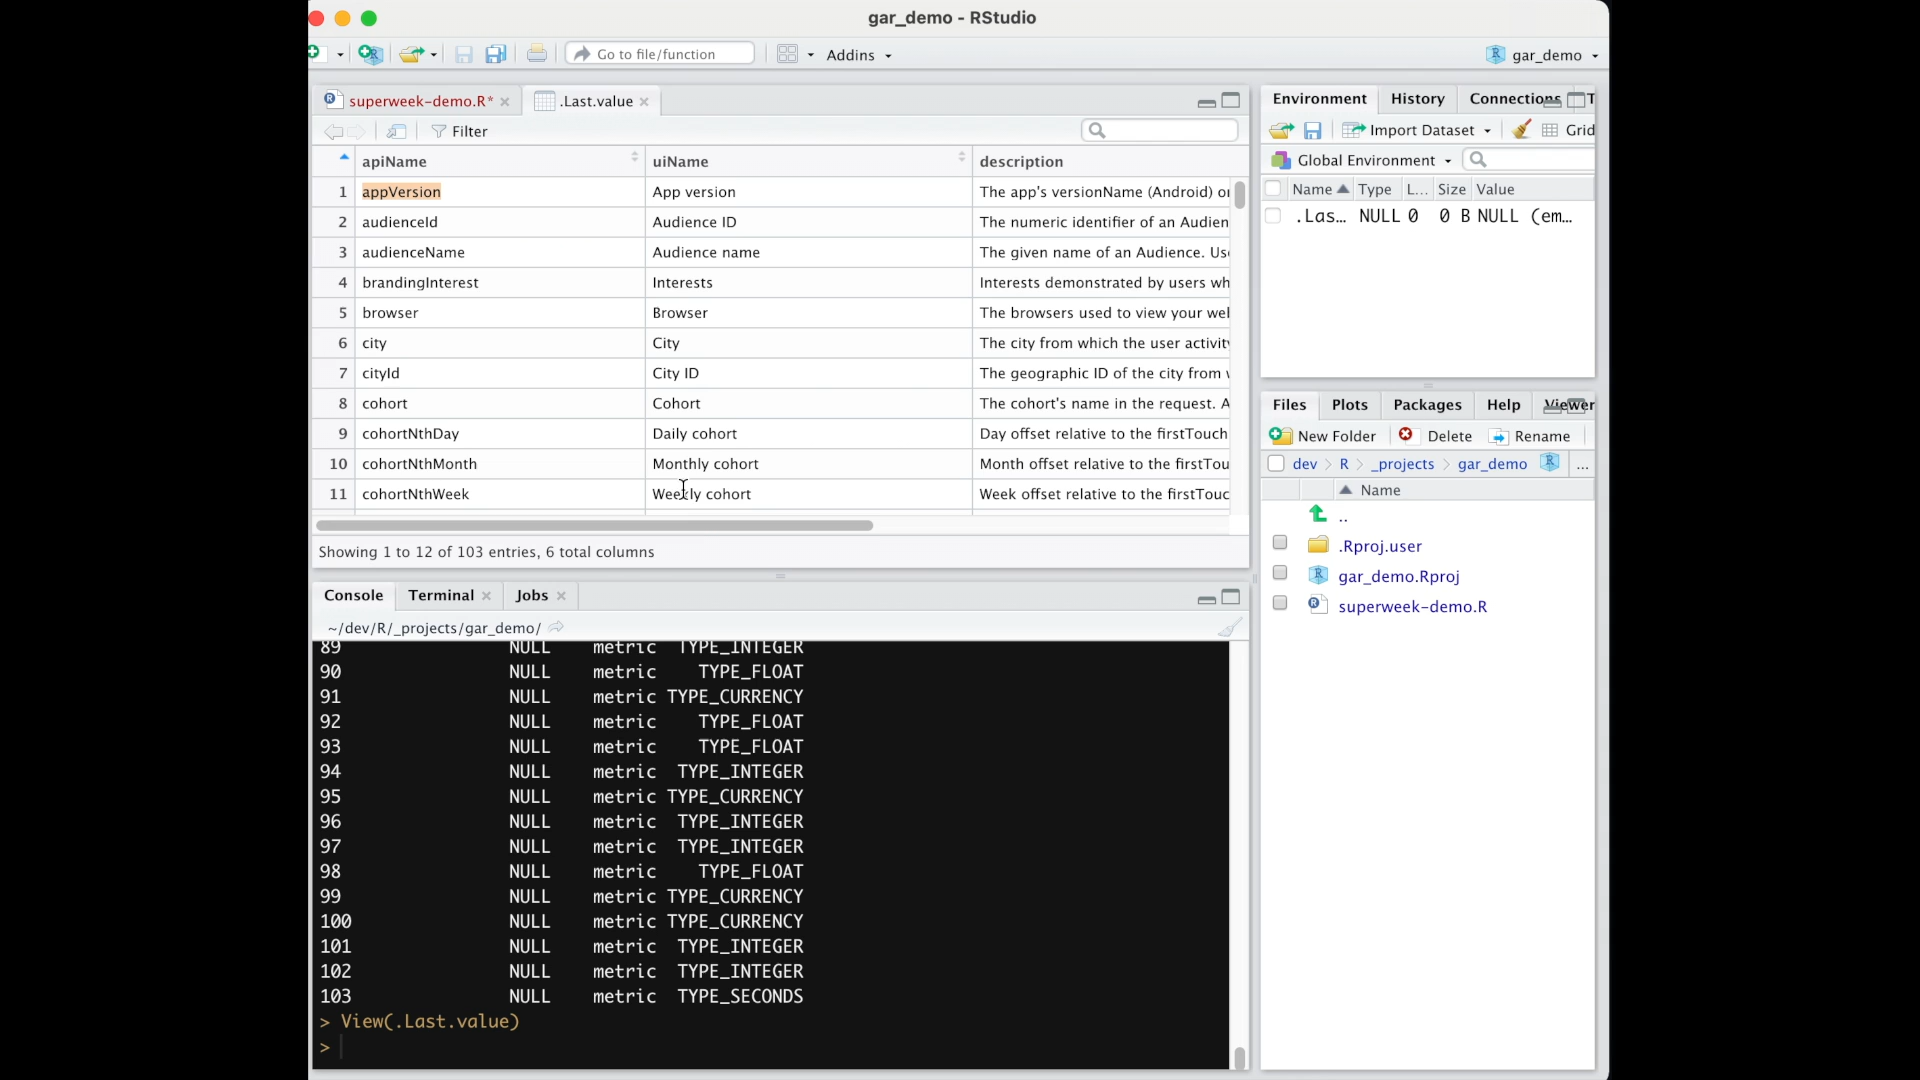 gar_demo - RStudio
Go to file/function
Addins
gar_demo
superweek-demo.R*
.Last.value
Filter
apiName uiName description
1 appVersion App version The app's versionName (Android) or
2 audienceId Audience ID The numeric identifier of an Audien
3 audienceName Audience name The given name of an Audience. Us
4 brandingInterest Interests Interests demonstrated by users wh
5 browser Browser The browsers used to view your we
6 city City The city from which the user activit
7 cityId City ID The geographic ID of the city from
8 cohort Cohort The cohort's name in the request. A
9 cohortNthDay Daily cohort Day offset relative to the firstTouch
10 cohortNthMonth Monthly cohort Month offset relative to the firstTou
11 cohortNthWeek Weekly cohort Week offset relative to the firstTouc
Showing 1 to 12 of 103 entries, 6 total columns
Console Terminal Jobs
~/dev/R/_projects/gar_demo/
89 NULL metric TYPE_INTEGER
90 NULL metric TYPE_FLOAT
91 NULL metric TYPE_CURRENCY
92 NULL metric TYPE_FLOAT
93 NULL metric TYPE_FLOAT
94 NULL metric TYPE_INTEGER
95 NULL metric TYPE_CURRENCY
96 NULL metric TYPE_INTEGER
97 NULL metric TYPE_INTEGER
98 NULL metric TYPE_FLOAT
99 NULL metric TYPE_CURRENCY
100 NULL metric TYPE_CURRENCY
101 NULL metric TYPE_INTEGER
102 NULL metric TYPE_INTEGER
103 NULL metric TYPE_SECONDS
> View(.Last.value)
>
Environment History Connections T
Import Dataset Grid
Global Environment
Name Type L... Size Value
.Las... NULL 0 0 B NULL (em...
Files Plots Packages Help Viewer
New Folder Delete Rename
dev R _projects gar_demo ...
Name
..
.Rproj.user
gar_demo.Rproj
superweek-demo.R